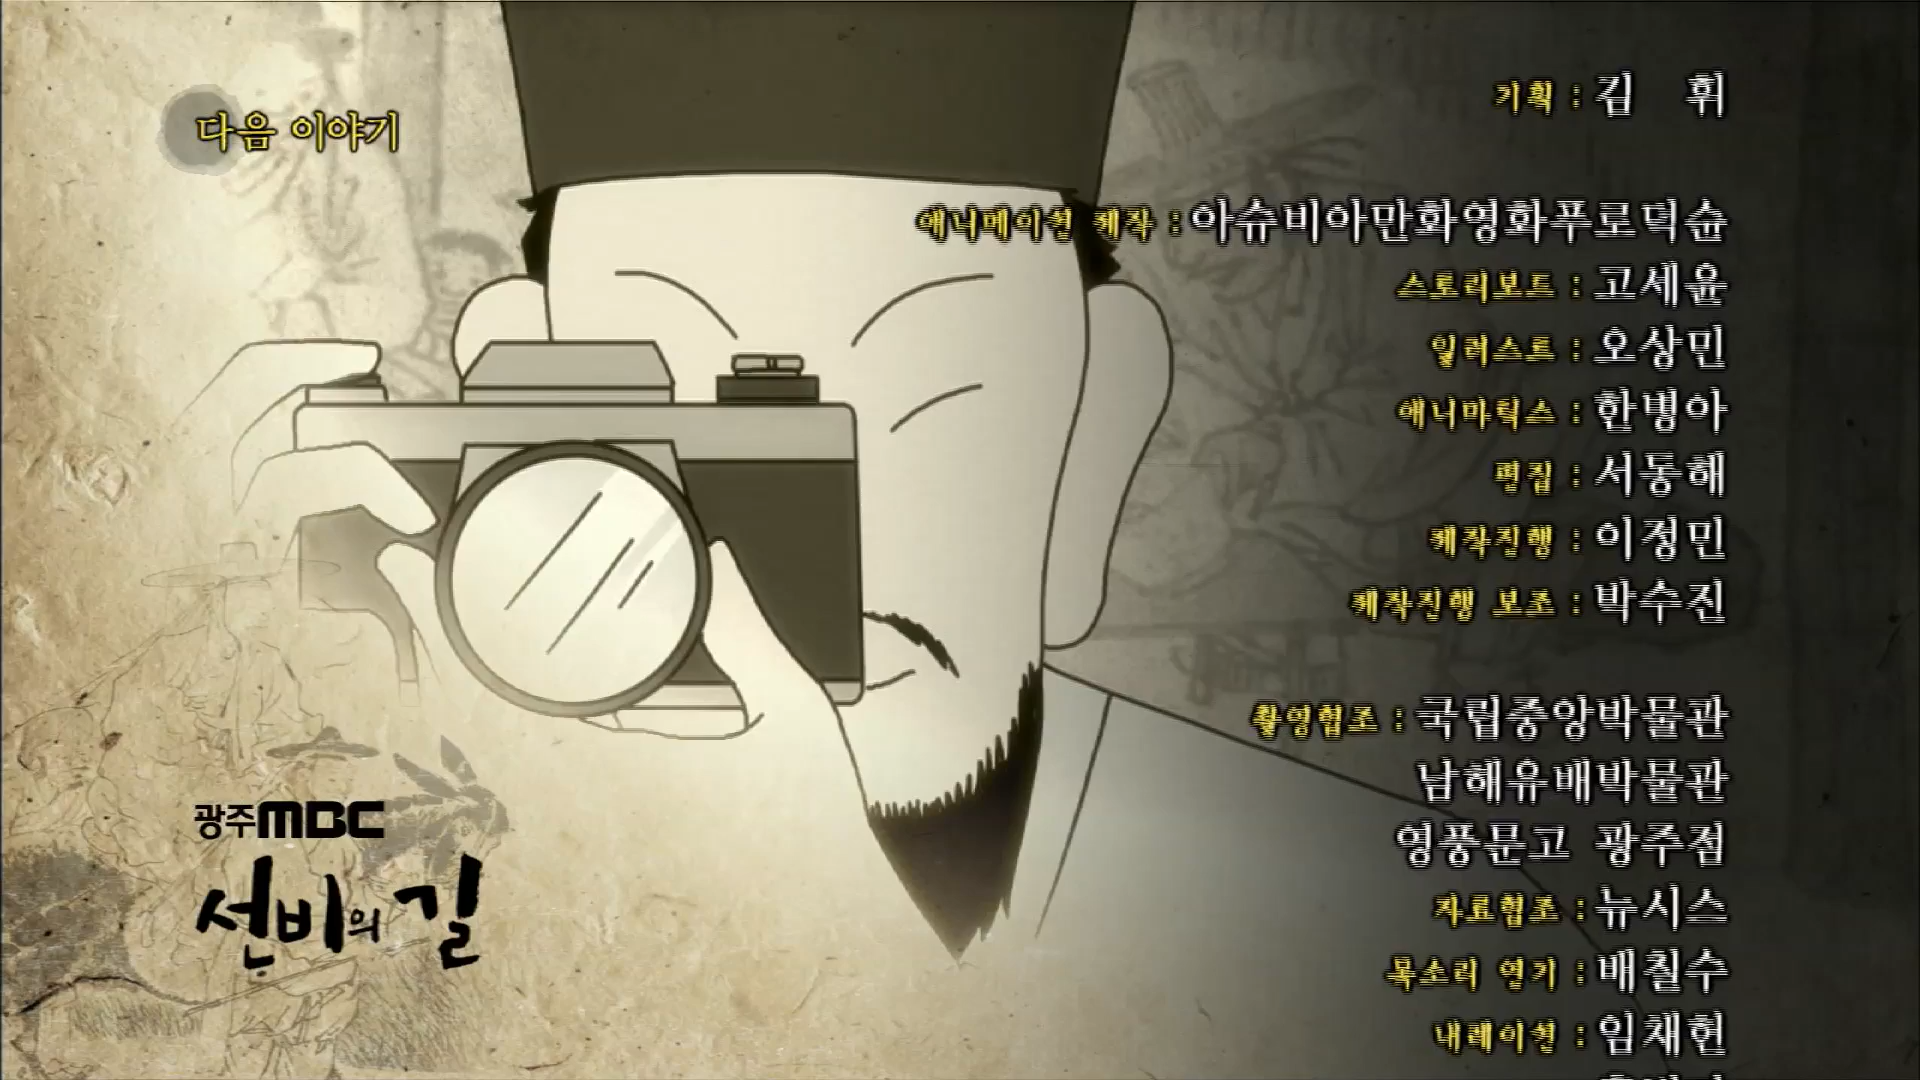 다음 이야기
기획 : 김 휘
애니메이션 제작 : 아슈비아만화영화푸로덕슌
스토리보드 : 고세윤
일러스트 : 오상민
애니마틱스 : 한병아
편집 : 서동해
제작진행 : 이정민
제작진행 보조 : 박수진
촬영협조 : 국립중앙박물관
남해유배박물관
영풍문고 광주점
자료협조 : 뉴시스
목소리 연기 : 배칠수
내레이션 : 임채헌
광주MBC
선비의 길